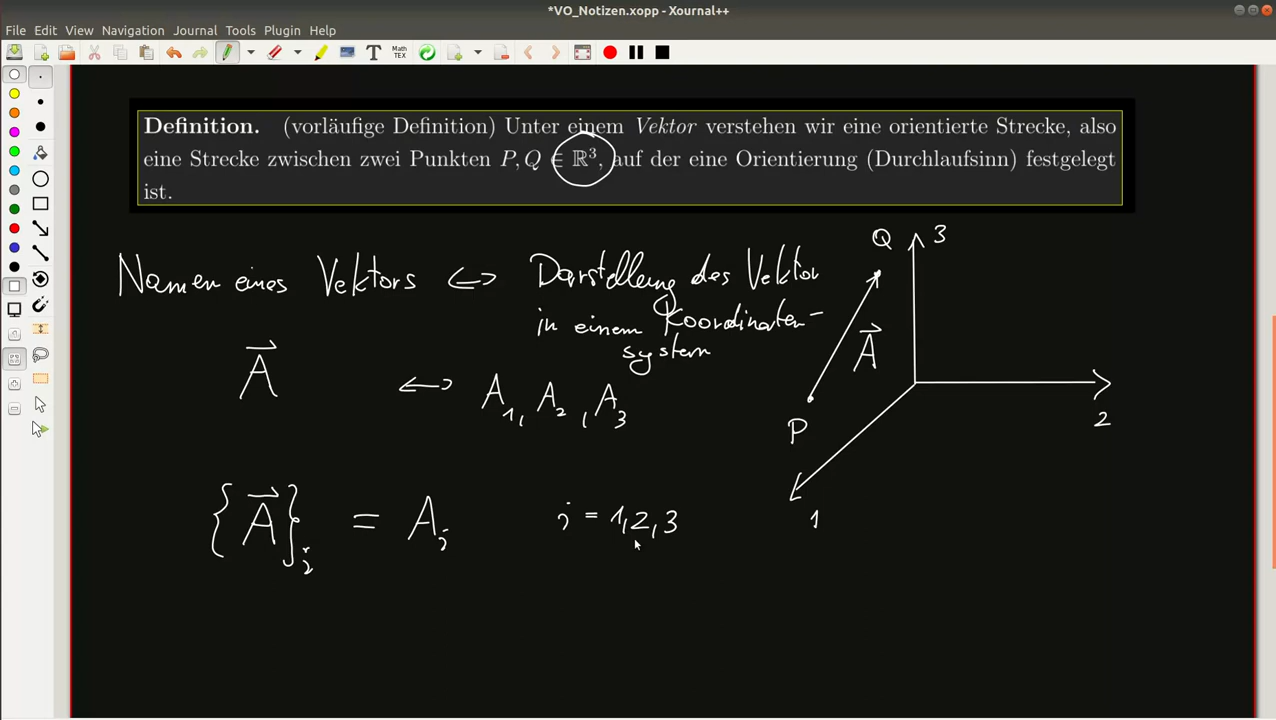 *VO_Notizen.xopp - Xournal++
File Edit View Navigation Journal Tools Plugin Help
T Math TEX
Definition. (vorläufige Definition) Unter einem Vektor verstehen wir eine orientierte Strecke, also
eine Strecke zwischen zwei Punkten P, Q ∈ ℝ³, auf der eine Orientierung (Durchlaufsinn) festgelegt
ist.
Namen eines Vektors ↔ Darstellung des Vektor
in einem Koordinaten-
system
A⃗ ↔ A₁, A₂, A₃
{A⃗}ᵢ = Aᵢ i = 1,2,3
Q 3
A⃗
P
2
1